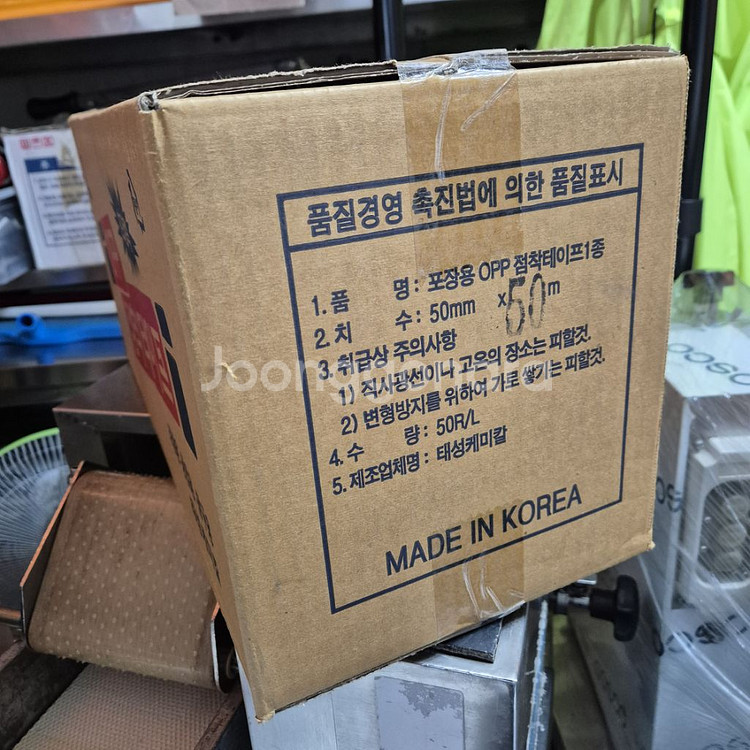 품질경영 촉진법에 의한 품질표시
1. 품 명 : 포장용 OPP 점착테이프1종
2. 치 수 : 50mm x 50 m
3. 취급상 주의사항
1) 직사광선이나 고온의 장소는 피할것.
2) 변형방지를 위하여 가로 쌓기는 피할것.
4. 수 량 : 50R/L
5. 제조업체명 : 태성케미칼
MADE IN KOREA